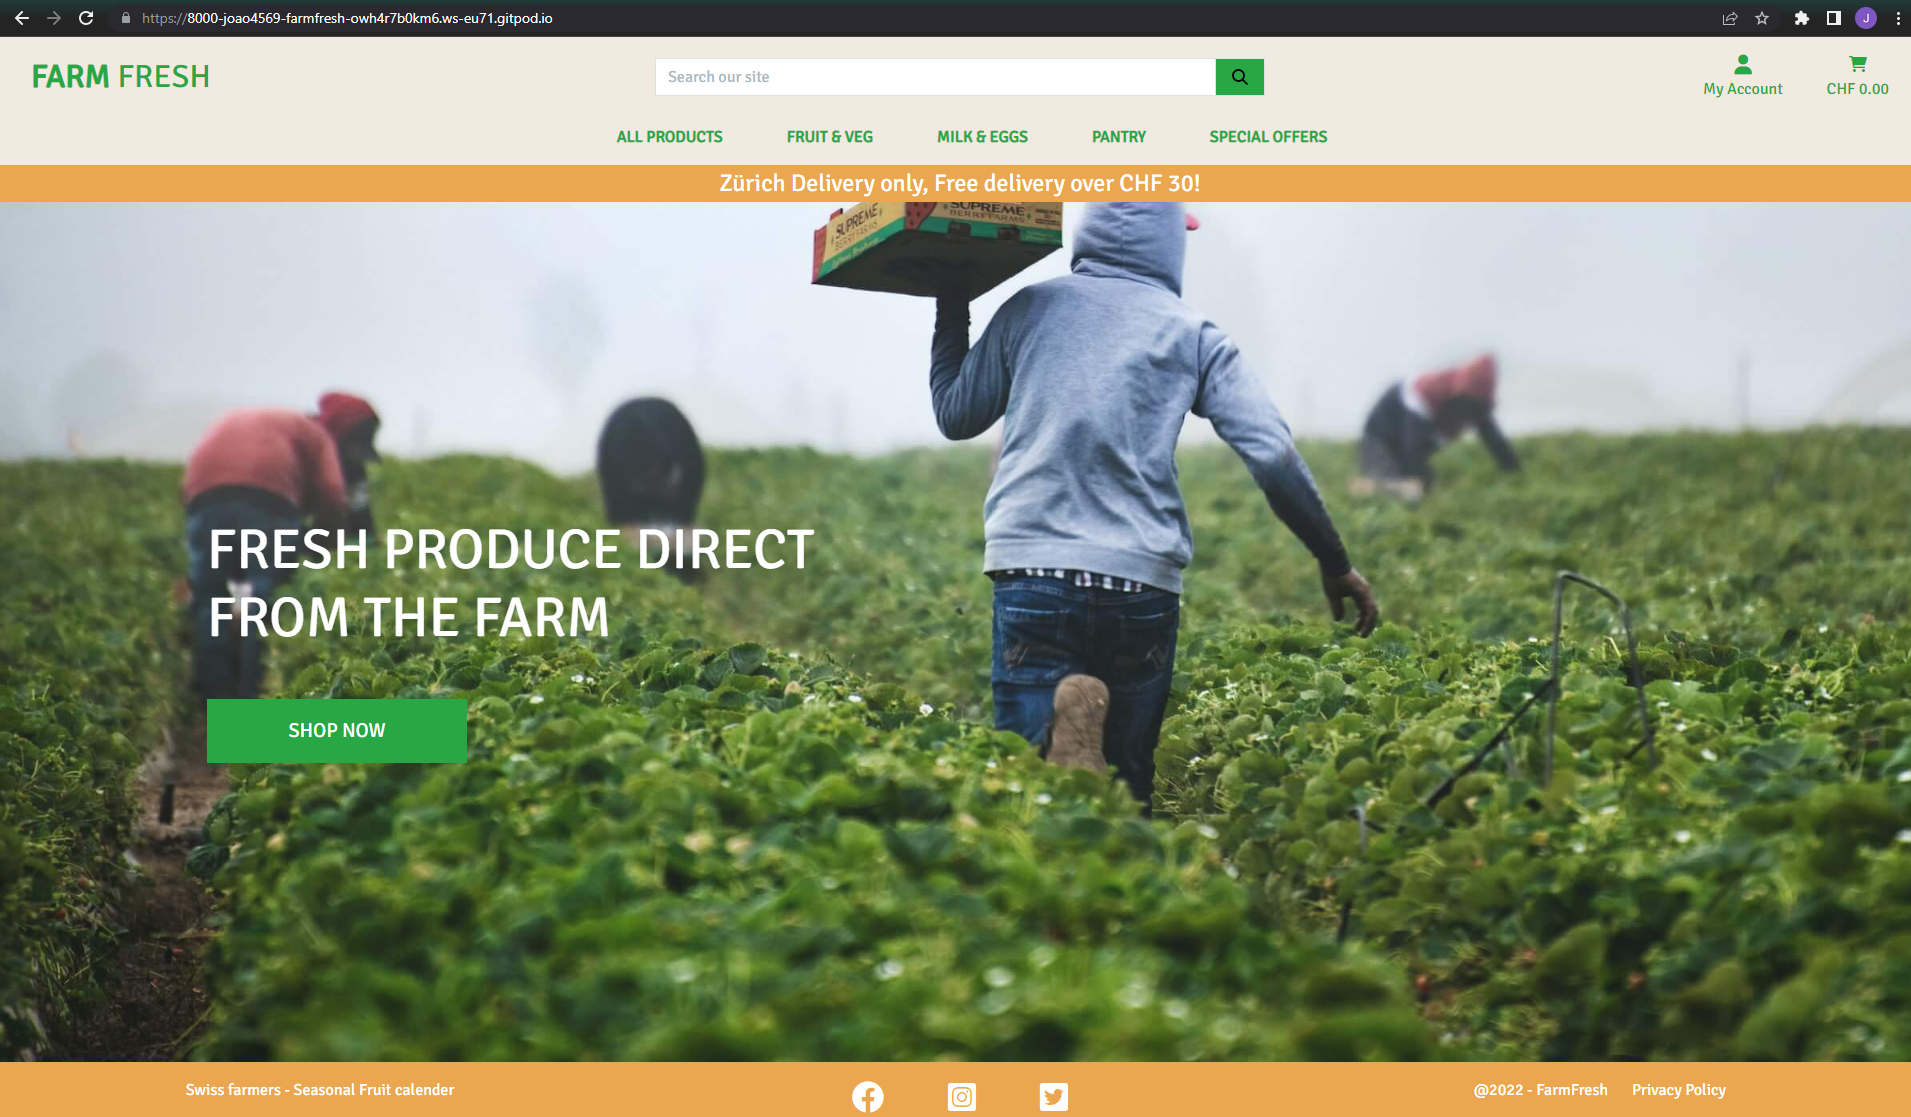 https://8000-joao4569-farmfresh-owh4r7b0km6.ws-eu71.gitpod.io
J
FARM FRESH
Search our site
My Account
CHF 0.00
ALL PRODUCTS FRUIT & VEG MILK & EGGS PANTRY SPECIAL OFFERS
Zürich Delivery only, Free delivery over CHF 30!
SUPREME
BERRY FARMS
SUPREME
BERRY FARMS
FRESH PRODUCE DIRECT
FROM THE FARM
SHOP NOW
Swiss farmers - Seasonal Fruit calender
@2022 - FarmFresh Privacy Policy